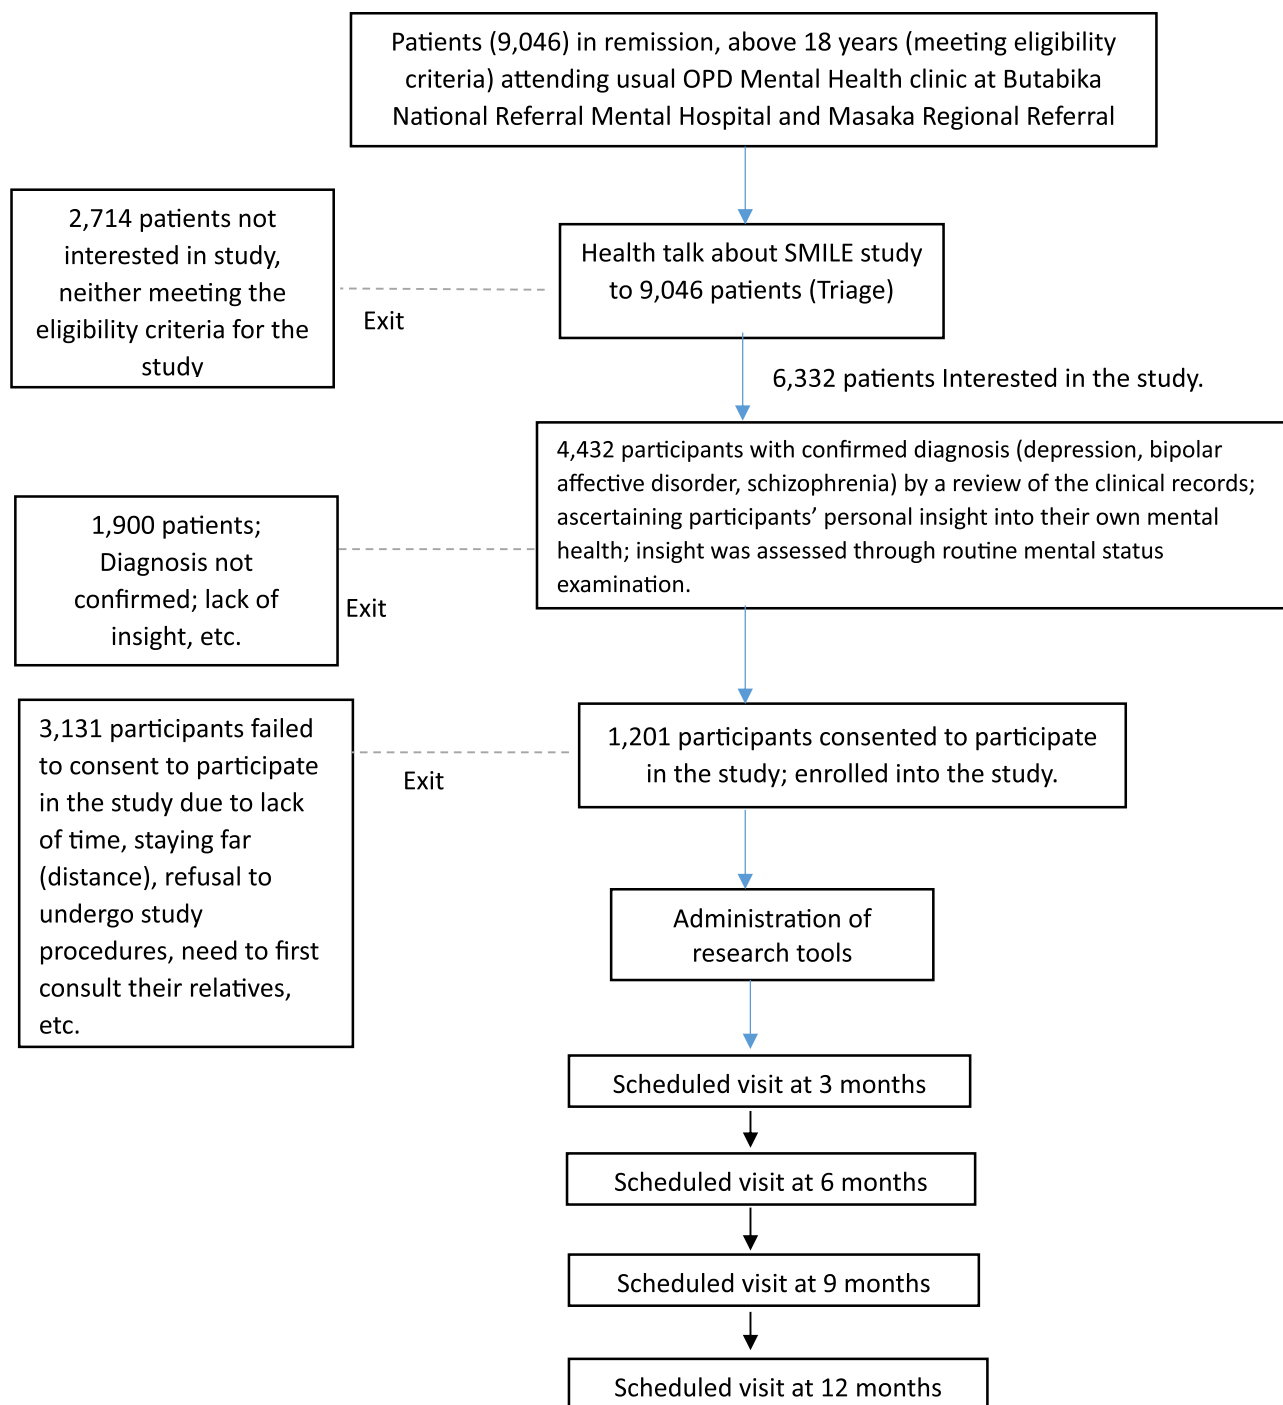 Patients (9,046) in remission, above 18 years (meeting eligibility
criteria) attending usual OPD Mental Health clinic at Butabika
National Referral Mental Hospital and Masaka Regional Referral
2,714 patients not
interested in study,
neither meeting the
eligibility criteria for the
study
Exit
Health talk about SMILE study
to 9,046 patients (Triage)
6,332 patients Interested in the study.
4,432 participants with confirmed diagnosis (depression, bipolar
affective disorder, schizophrenia) by a review of the clinical records;
ascertaining participants’ personal insight into their own mental
health; insight was assessed through routine mental status
examination.
1,900 patients;
Diagnosis not
confirmed; lack of
insight, etc.
Exit
3,131 participants failed
to consent to participate
in the study due to lack
of time, staying far
(distance), refusal to
undergo study
procedures, need to first
consult their relatives,
etc.
Exit
1,201 participants consented to participate
in the study; enrolled into the study.
Administration of
research tools
Scheduled visit at 3 months
Scheduled visit at 6 months
Scheduled visit at 9 months
Scheduled visit at 12 months